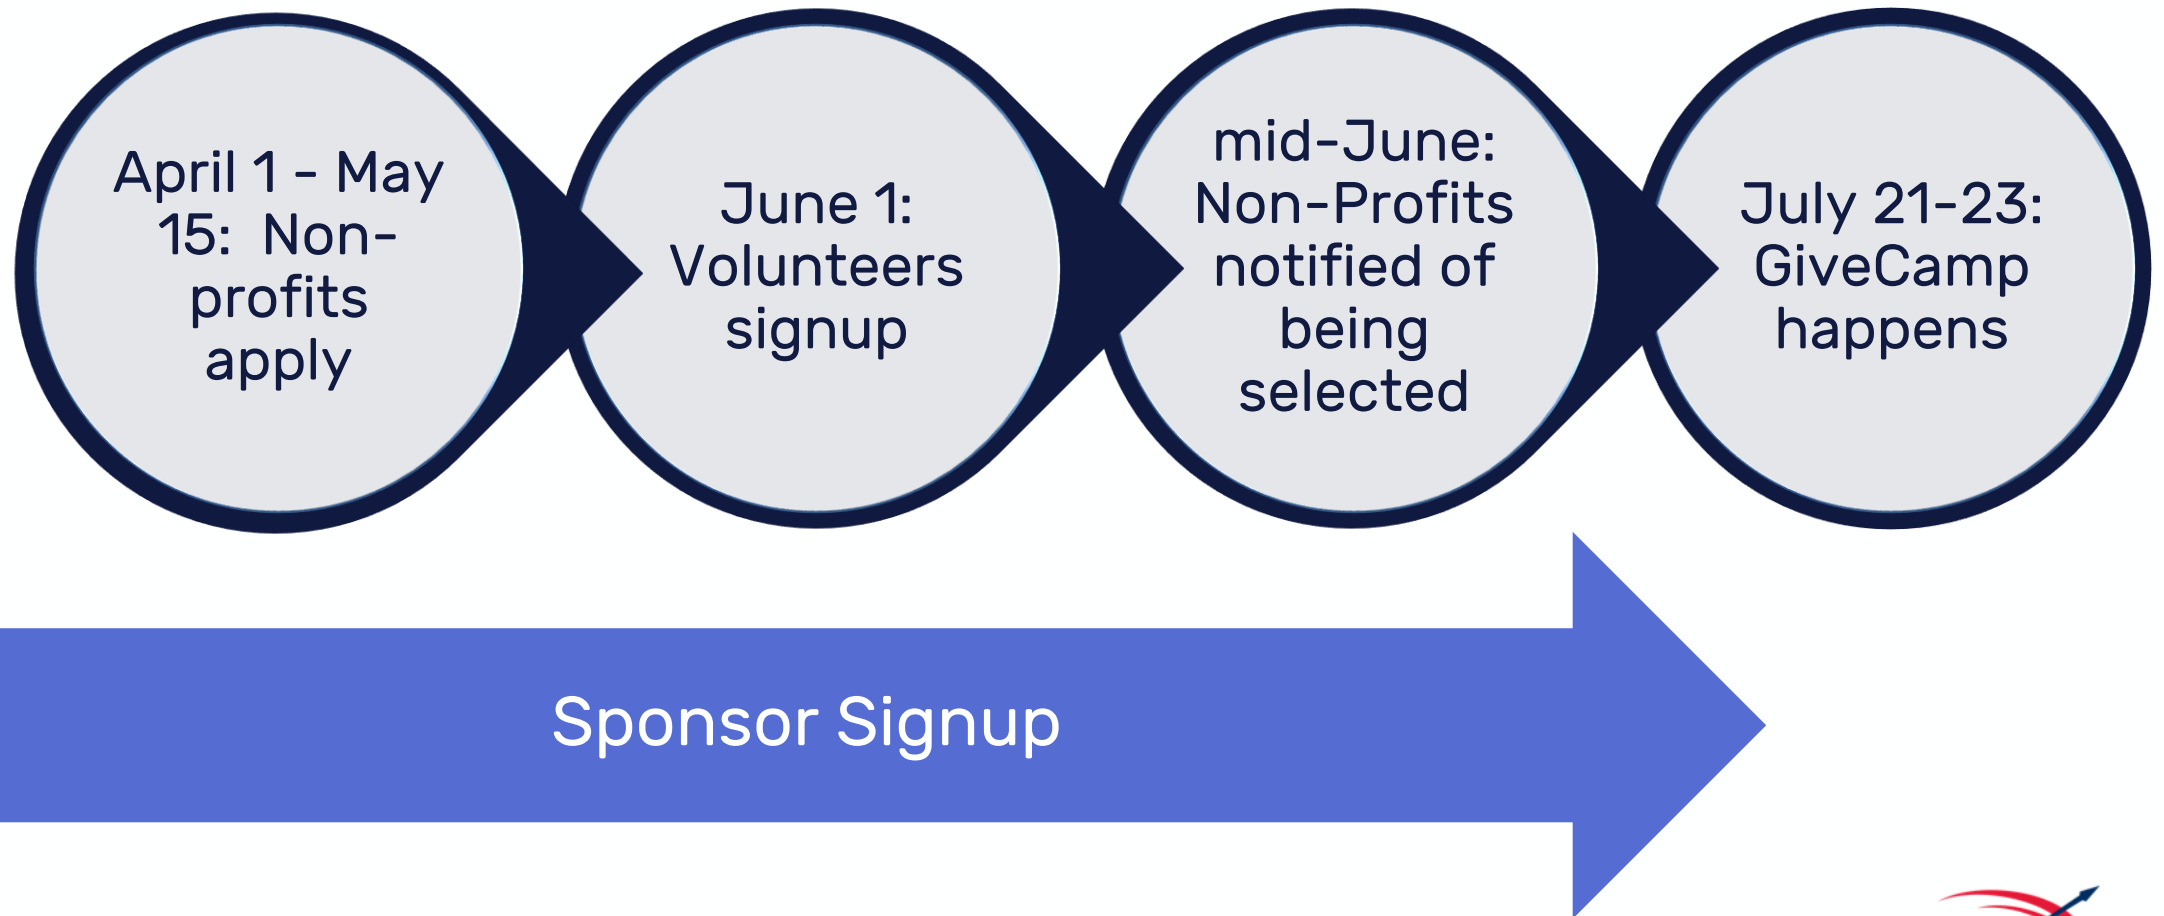 April 1 - May
15:  Non-
profits
apply
June 1:
Volunteers
signup
mid-June:
Non-Profits
notified of
being
selected
July 21-23:
GiveCamp
happens
Sponsor Signup